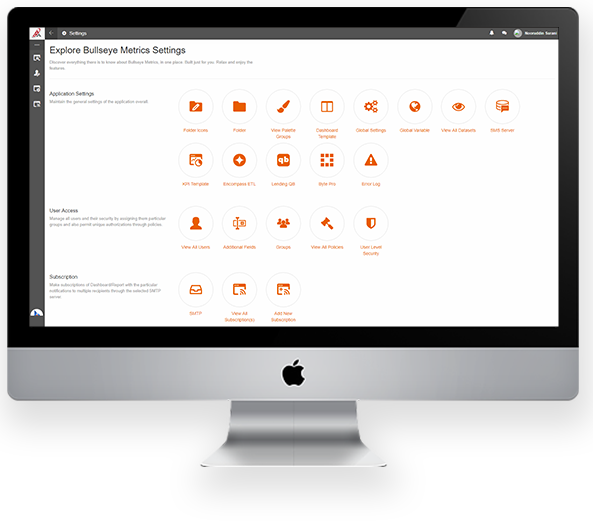 Settings
Neamuddin Saram
Explore Bullseye Metrics Settings
Discover everything there is to know about Bullseye Metrics, in one place. Built just for you. Relax and enjoy the
features.
Application Settings
Maintain the general settings of the application overall.
Folder Icons
Folder
View Palette
Groups
Dashboard
Template
Global Settings
Global Variable
View All Datasets
SMS Server
KPI Template
Encompass ETL
Lending QB
Byte Pro
Error Log
User Access
Manage all users and their security by assigning them particular
groups and also permit unique authorizations through policies.
View All Users
Additional Fields
Groups
View All Policies
User Level
Security
Subscription
Make subscriptions of Dashboard/Report with the particular
notifications to multiple recipients through the selected SMTP
server
SMTP
View All
Subscription(s)
Add New
Subscription